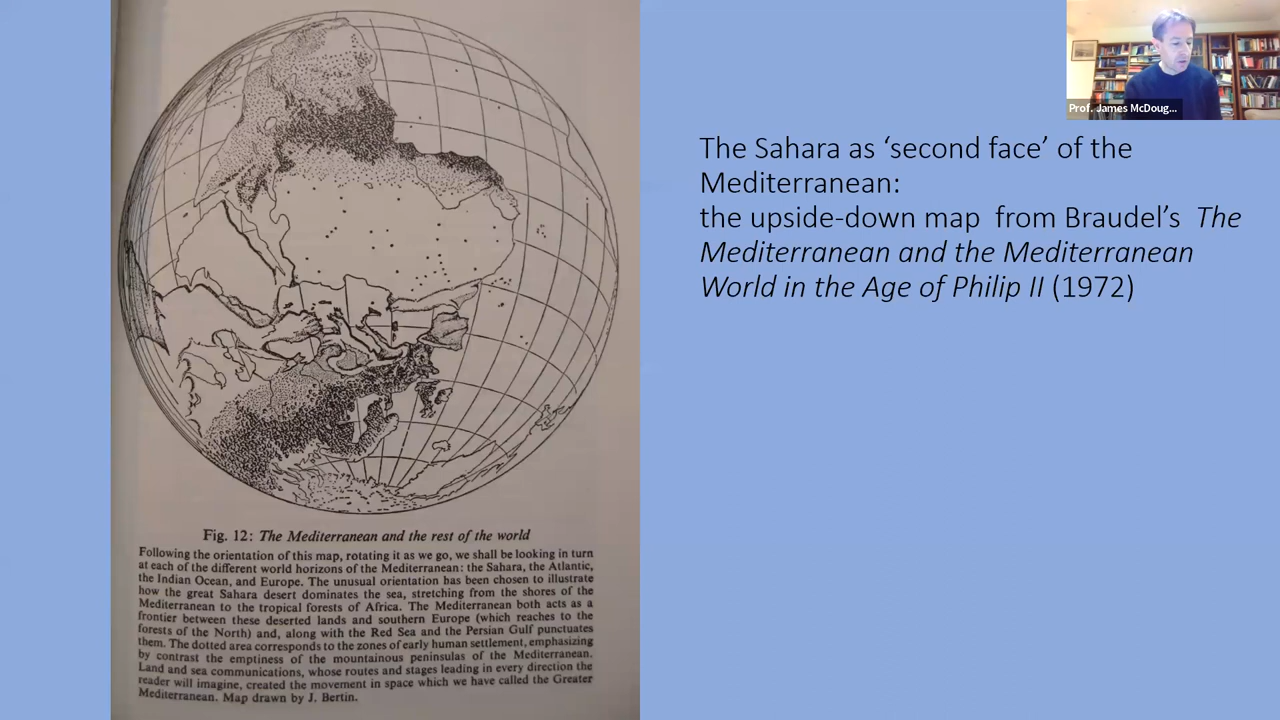 Prof. James McDoug...
The Sahara as ‘second face’ of the
Mediterranean:
the upside-down map from Braudel’s The
Mediterranean and the Mediterranean
World in the Age of Philip II (1972)
Fig. 12: The Mediterranean and the rest of the world
Following the orientation of this map, rotating it as we go, we shall be looking in turn
at each of the different world horizons of the Mediterranean: the Sahara, the Atlantic,
the Indian Ocean, and Europe. The unusual orientation has been chosen to illustrate
how the great Sahara desert dominates the sea, stretching from the shores of the
Mediterranean to the tropical forests of Africa. The Mediterranean both acts as a
frontier between these deserted lands and southern Europe (which reaches to the
forests of the North) and, along with the Red Sea and the Persian Gulf punctuates
them. The dotted area corresponds to the zones of early human settlement, emphasizing
by contrast the emptiness of the mountainous peninsulas of the Mediterranean.
Land and sea communications, whose routes and stages leading in every direction the
reader will imagine, created the movement in space which we have called the Greater
Mediterranean. Map drawn by J. Bertin.